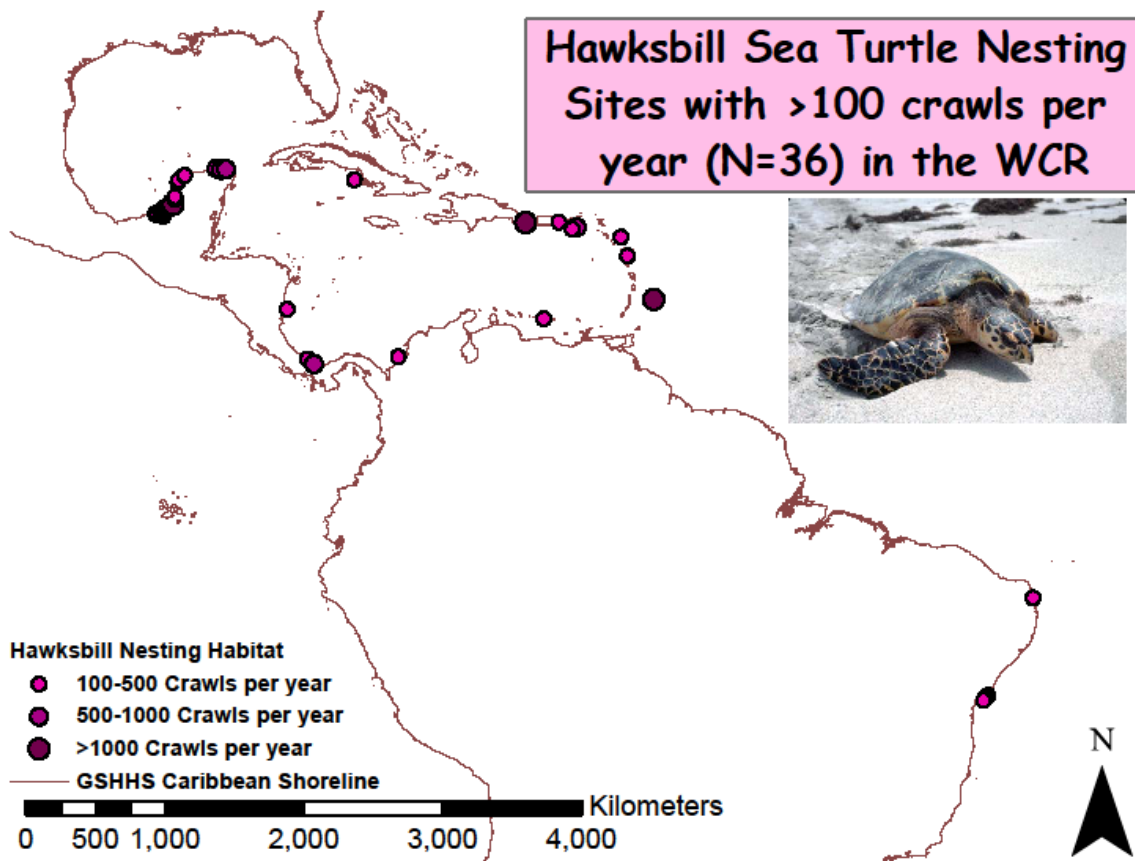 Hawksbill Sea Turtle Nesting
Sites with >100 crawls per
year (N=36) in the WCR
Hawksbill Nesting Habitat
100-500 Crawls per year
500-1000 Crawls per year
>1000 Crawls per year
GSHHS Caribbean Shoreline
Kilometers
0 500 1,000 2,000 3,000 4,000
N